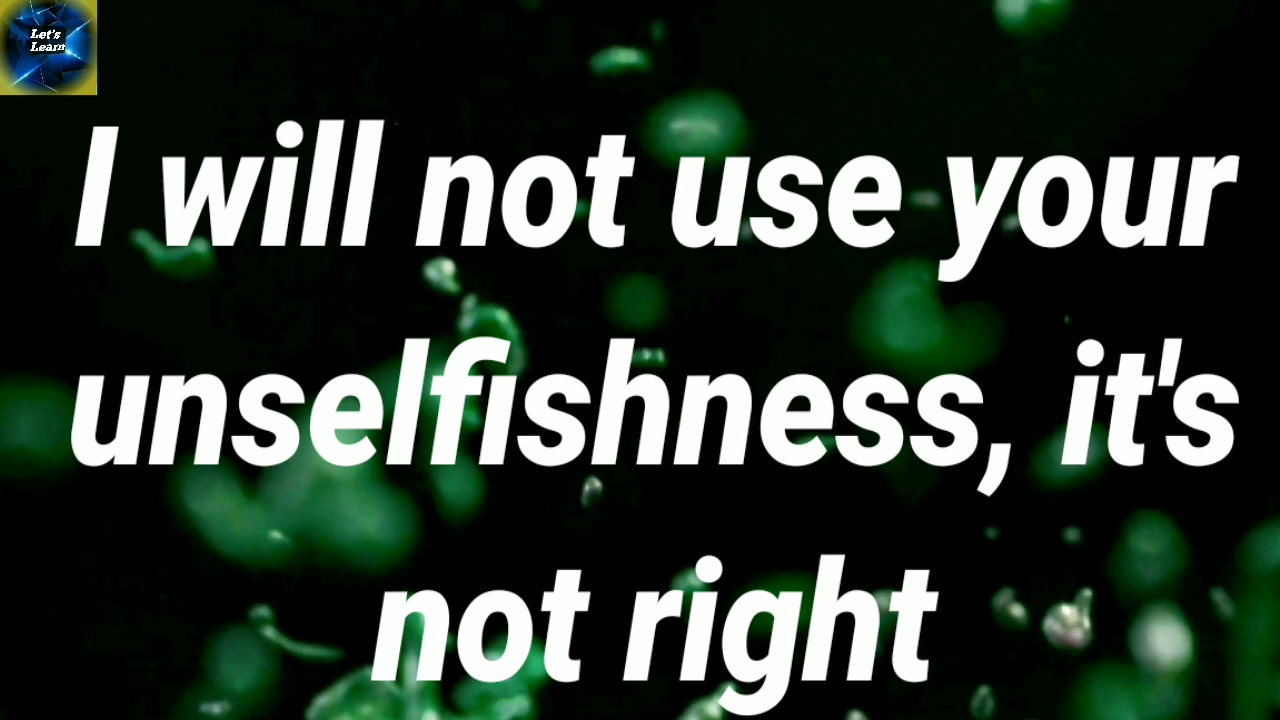 Let's
Learn
I will not use your
unselfishness, it's
not right